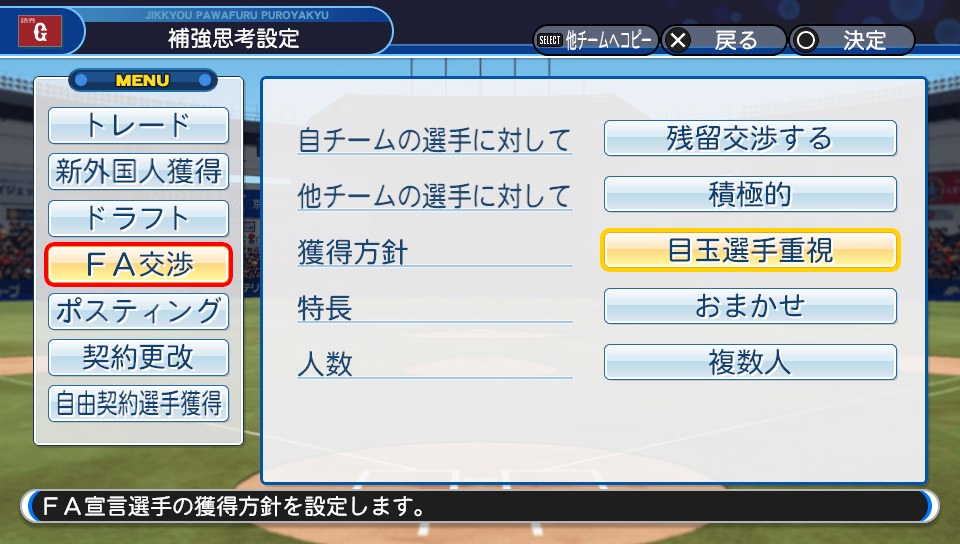 読売
G
JIKKYOU PAWAFURU PUROYAKYU
補強思考設定
SELECT 他チームへコピー
戻る
決定
MENU
トレード
新外国人獲得
ドラフト
FA交渉
ポスティング
契約更改
自由契約選手獲得
自チームの選手に対して 残留交渉する
他チームの選手に対して 積極的
獲得方針 目玉選手重視
特長 おまかせ
人数 複数人
FA宣言選手の獲得方針を設定します。